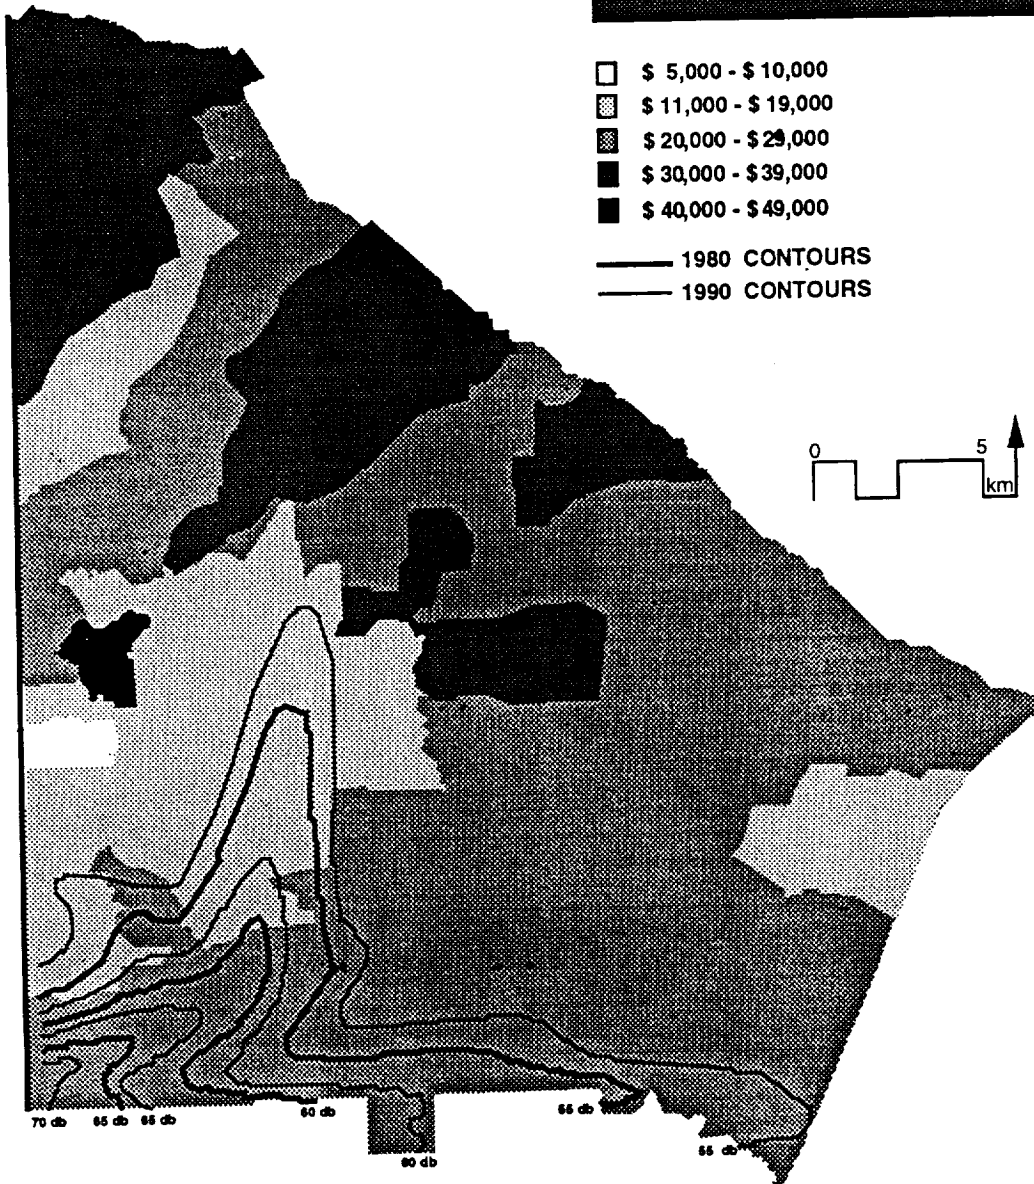 $ 5,000 - $ 10,000
$ 11,000 - $ 19,000
$ 20,000 - $ 29,000
$ 30,000 - $ 39,000
$ 40,000 - $ 49,000
1980 CONTOURS
1990 CONTOURS
0 5
km
70 db 65 db 65 db 60 db 55 db
60 db 55 db